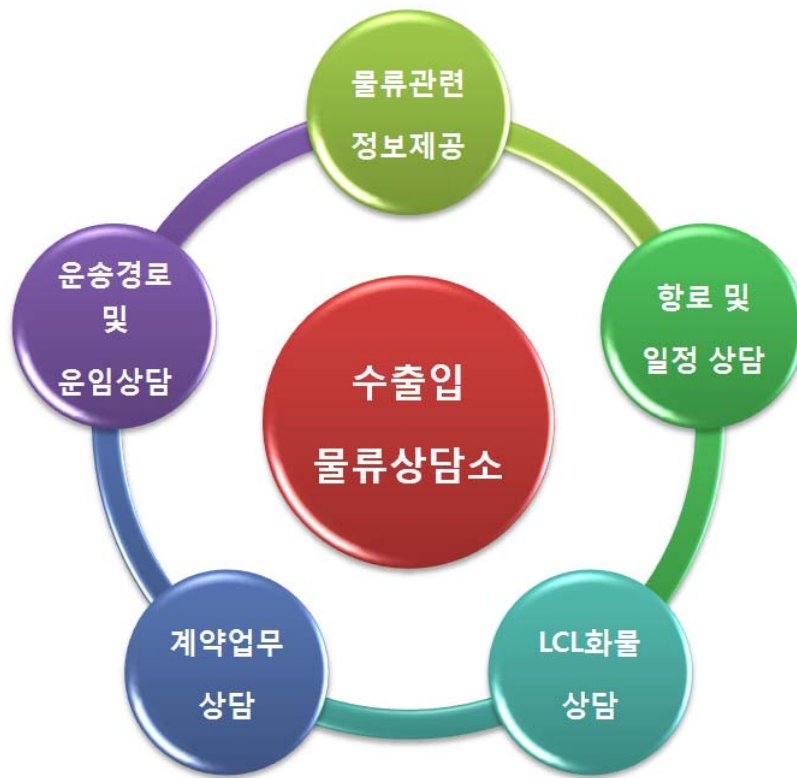 물류관련
정보제공
운송경로
및
운임상담
항로 및
일정 상담
수출입
물류상담소
계약업무
상담
LCL화물
상담